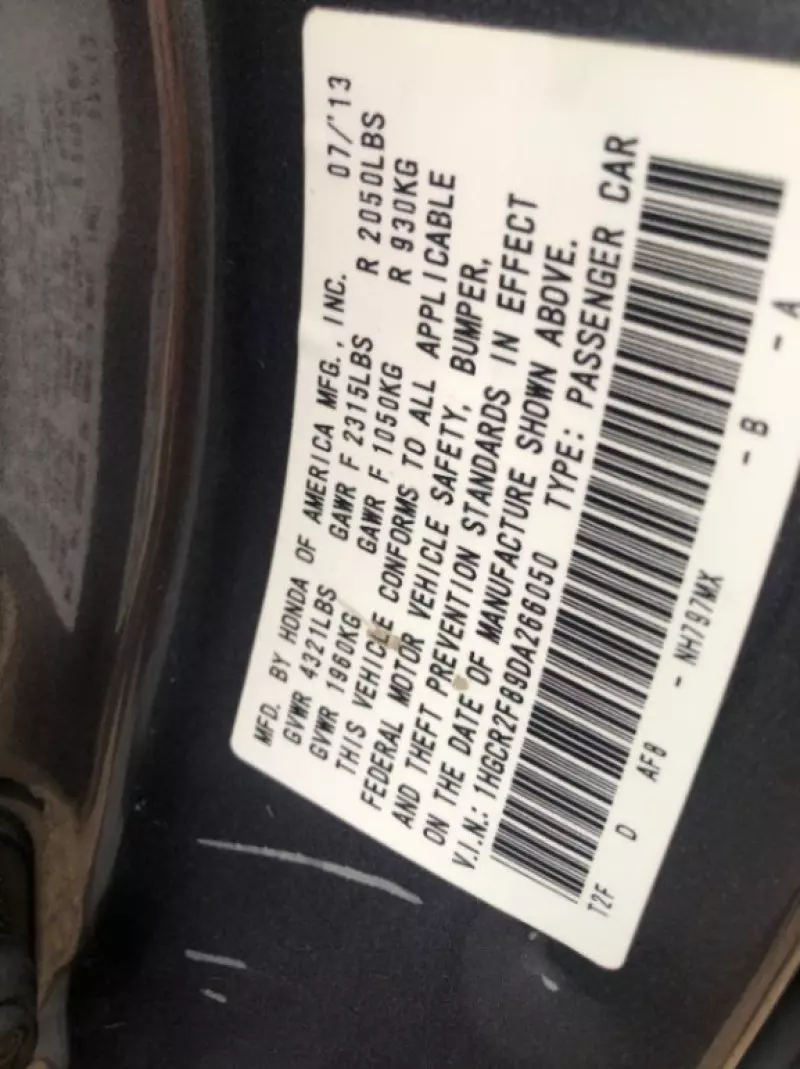 MFD. BY HONDA OF AMERICA MFG., INC. 07/'13
GVWR 4321LBS GAWR F 2315LBS R 2050LBS
GVWR 1960KG GAWR F 1050KG R 930KG
THIS VEHICLE CONFORMS TO ALL APPLICABLE
FEDERAL MOTOR VEHICLE SAFETY, BUMPER,
AND THEFT PREVENTION STANDARDS IN EFFECT
ON THE DATE OF MANUFACTURE SHOWN ABOVE.
V.I.N.: 1HGCR2F89DA266050 TYPE: PASSENGER CAR
T2F D AF8 - NH797MX - B - A